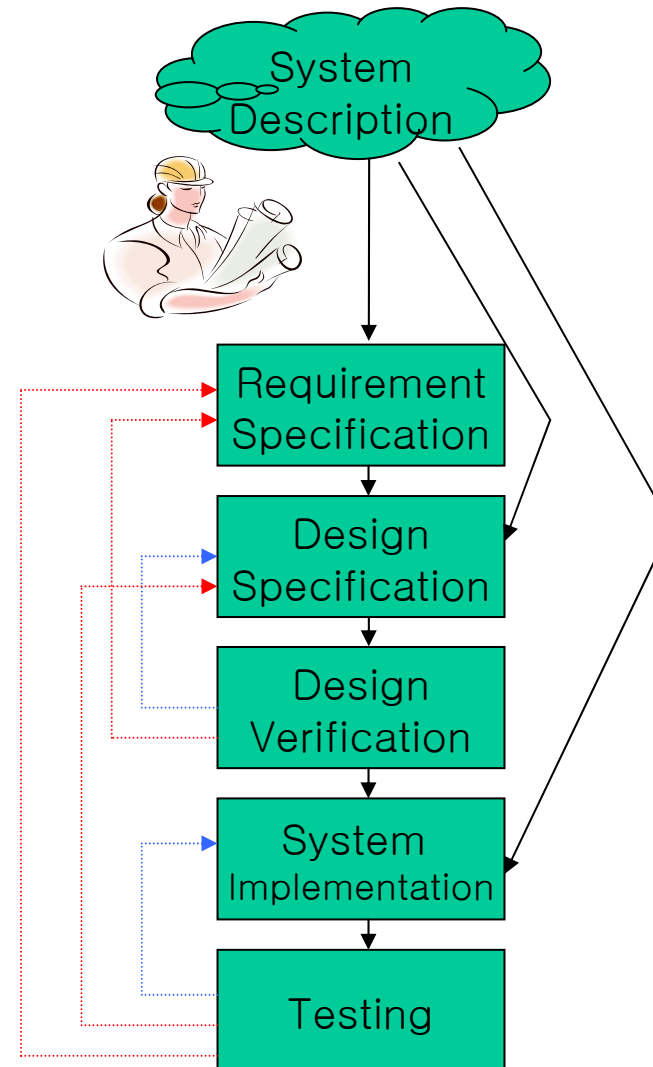 System
Description
Requirement
Specification
Design
Specification
Design
Verification
System
Implementation
Testing